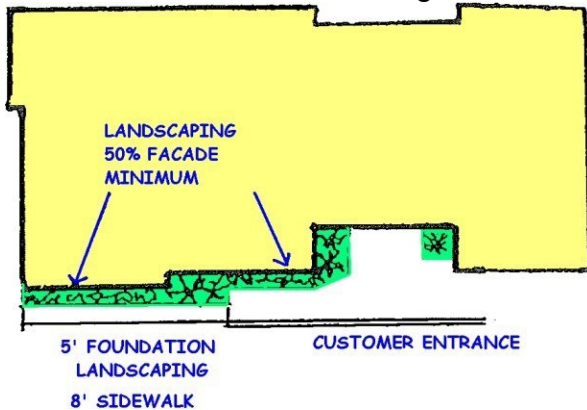 LANDSCAPING
50% FACADE
MINIMUM
5' FOUNDATION
LANDSCAPING
8' SIDEWALK
CUSTOMER ENTRANCE